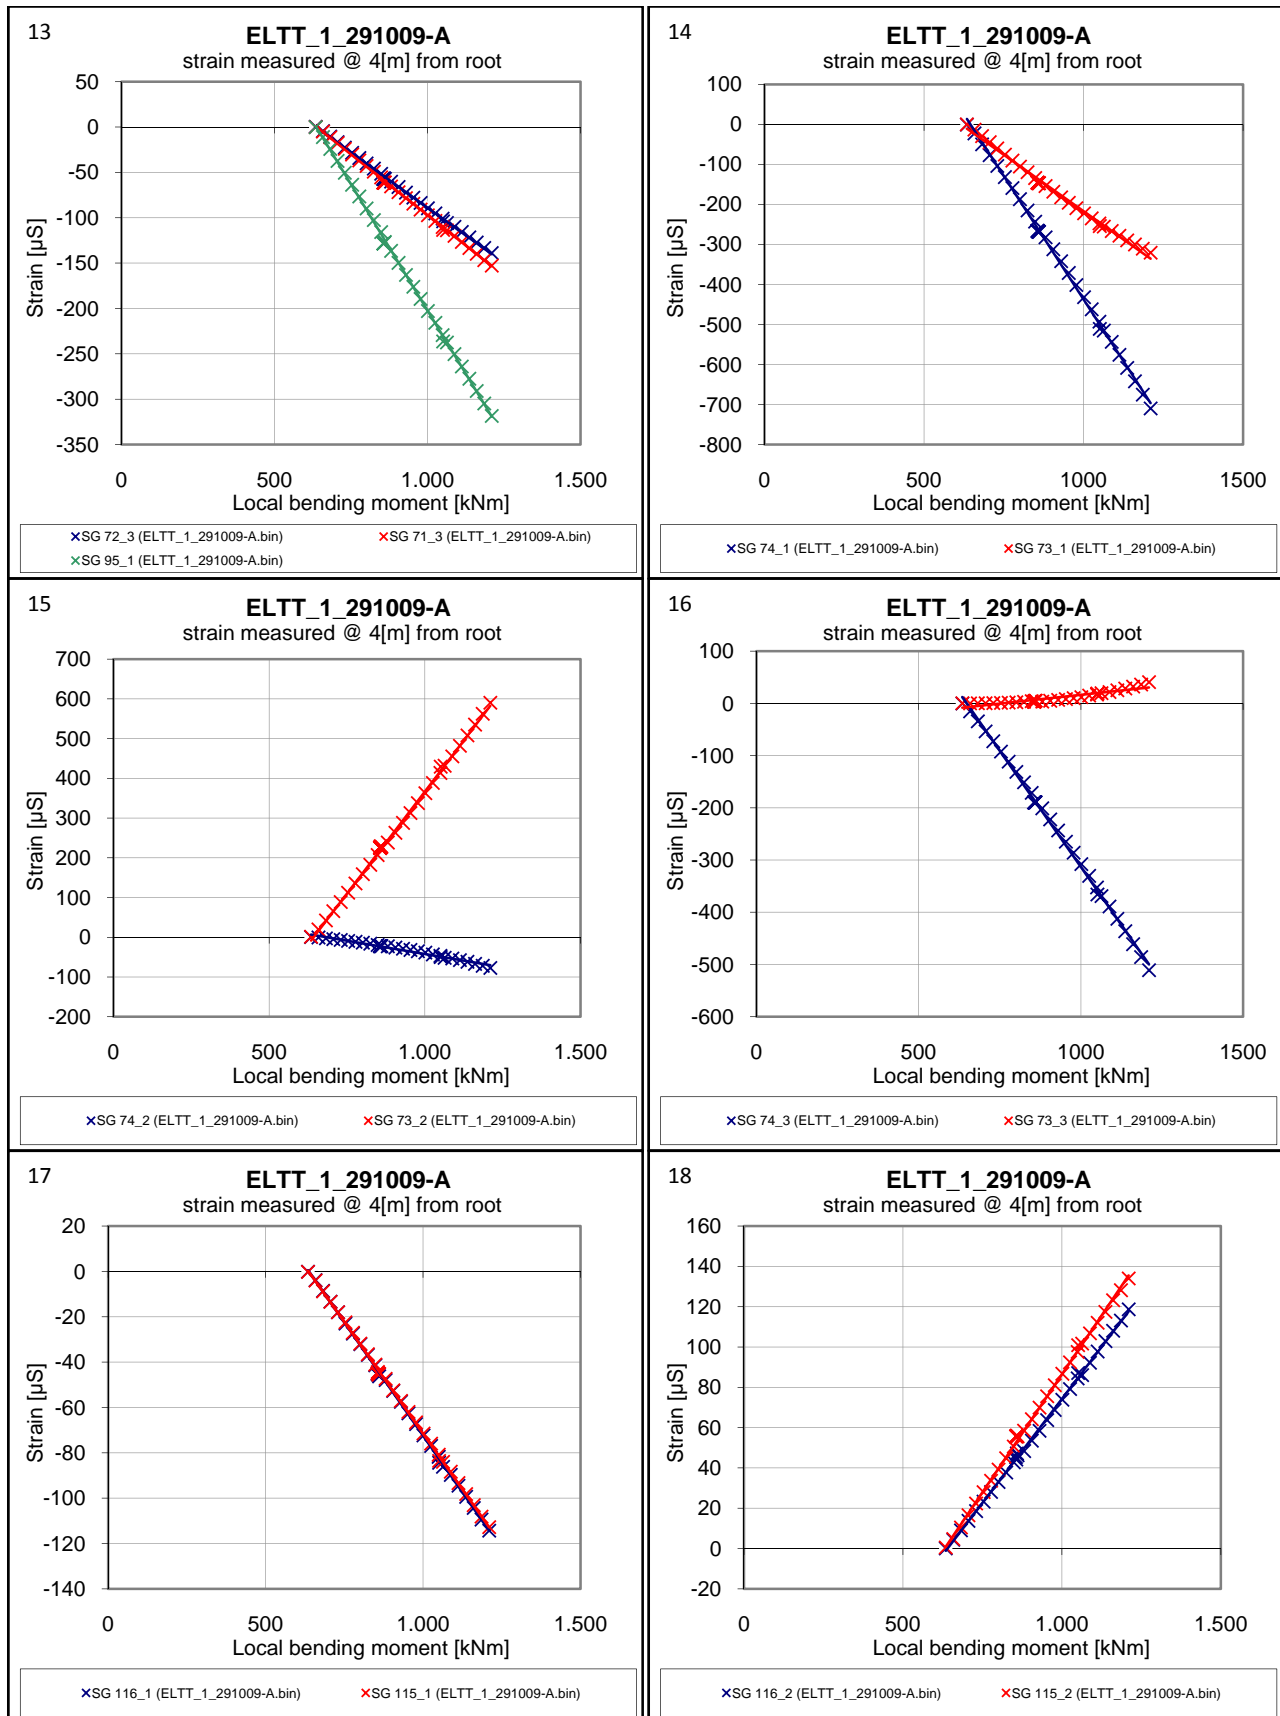 13
ELTT_1_291009-A
strain measured @ 4[m] from root
50
0
-50
-100
-150
-200
-250
-300
-350
Strain [µS]
0 500 1.000 1.500
Local bending moment [kNm]
SG 72_3 (ELTT_1_291009-A.bin) SG 71_3 (ELTT_1_291009-A.bin)
SG 95_1 (ELTT_1_291009-A.bin)
14
ELTT_1_291009-A
strain measured @ 4[m] from root
100
0
-100
-200
-300
-400
-500
-600
-700
-800
Strain [µS]
0 500 1000 1500
Local bending moment [kNm]
SG 74_1 (ELTT_1_291009-A.bin) SG 73_1 (ELTT_1_291009-A.bin)
15
ELTT_1_291009-A
strain measured @ 4[m] from root
700
600
500
400
300
200
100
0
-100
-200
Strain [µS]
0 500 1.000 1.500
Local bending moment [kNm]
SG 74_2 (ELTT_1_291009-A.bin) SG 73_2 (ELTT_1_291009-A.bin)
16
ELTT_1_291009-A
strain measured @ 4[m] from root
100
0
-100
-200
-300
-400
-500
-600
Strain [µS]
0 500 1000 1500
Local bending moment [kNm]
SG 74_3 (ELTT_1_291009-A.bin) SG 73_3 (ELTT_1_291009-A.bin)
17
ELTT_1_291009-A
strain measured @ 4[m] from root
20
0
-20
-40
-60
-80
-100
-120
-140
Strain [µS]
0 500 1.000 1.500
Local bending moment [kNm]
SG 116_1 (ELTT_1_291009-A.bin) SG 115_1 (ELTT_1_291009-A.bin)
18
ELTT_1_291009-A
strain measured @ 4[m] from root
160
140
120
100
80
60
40
20
0
-20
Strain [µS]
0 500 1.000 1.500
Local bending moment [kNm]
SG 116_2 (ELTT_1_291009-A.bin) SG 115_2 (ELTT_1_291009-A.bin)